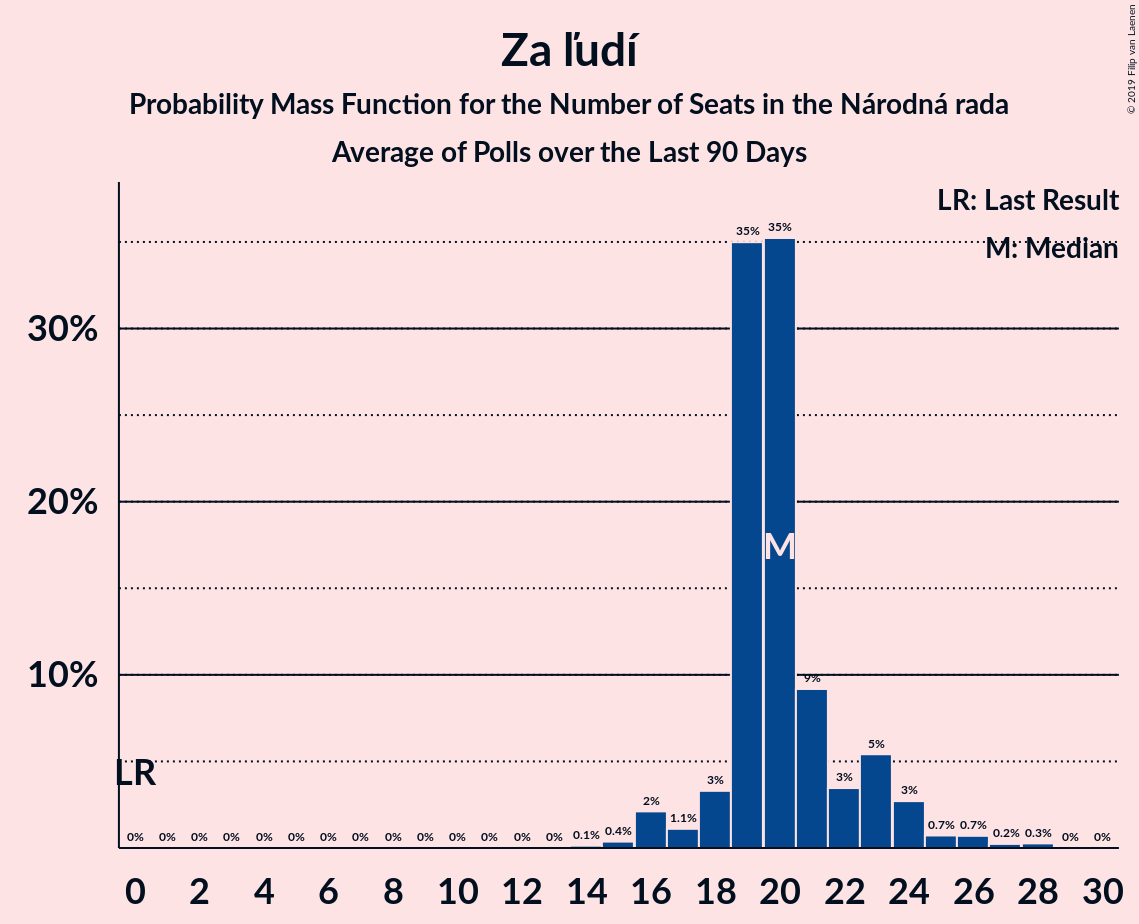 Za ľudí
Probability Mass Function for the Number of Seats in the Národná rada
Average of Polls over the Last 90 Days
© 2019 Filip van Laenen
LR: Last Result
M: Median
30%
20%
10%
35% 35%
M
9%
LR
0% 0% 0% 0% 0% 0% 0% 0% 0% 0% 0% 0% 0% 0% 0.1% 0.4% 2% 1.1% 3% 3% 5% 3% 0.7% 0.7% 0.2% 0.3% 0% 0%
0 2 4 6 8 10 12 14 16 18 20 22 24 26 28 30